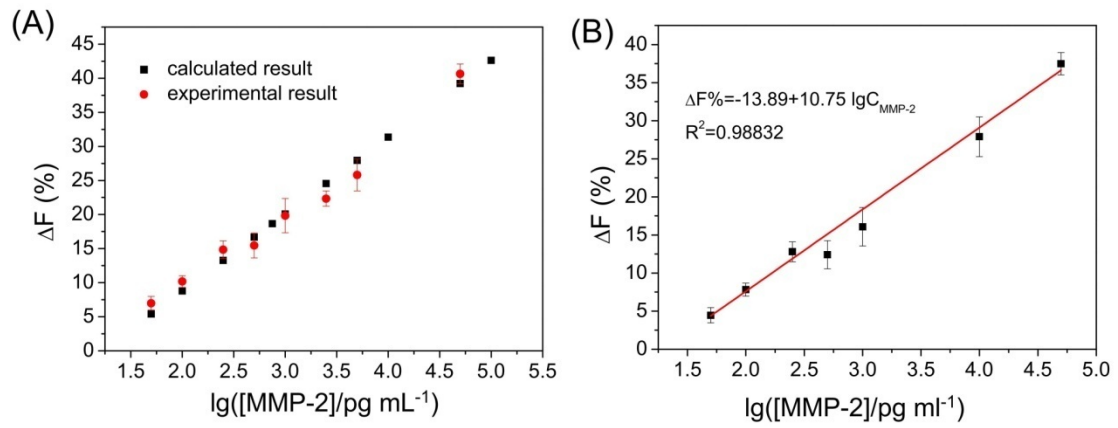 (A)
45
40
35
30
25
20
15
10
5
0
ΔF (%)
calculated result
experimental result
1.5 2.0 2.5 3.0 3.5 4.0 4.5 5.0 5.5
lg([MMP-2]/pg mL⁻¹)
(B)
40
35
30
25
20
15
10
5
0
ΔF (%)
ΔF%=-13.89+10.75 lgC_MMP-2
R²=0.98832
1.5 2.0 2.5 3.0 3.5 4.0 4.5 5.0
lg([MMP-2]/pg ml⁻¹)